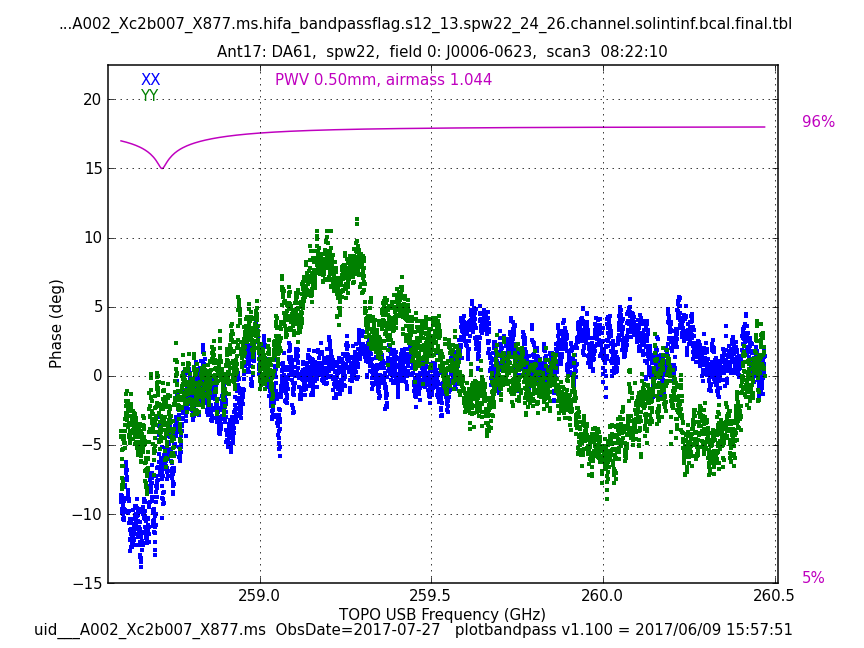 ...A002_Xc2b007_X877.ms.hifa_bandpassflag.s12_13.spw22_24_26.channel.solintinf.bcal.final.tbl
Ant17: DA61,  spw22,  field 0: J0006-0623,  scan3  08:22:10
XX
YY
PWV 0.50mm, airmass 1.044
96%
5%
20
15
10
5
0
−5
−10
−15
Phase (deg)
259.0
259.5
260.0
260.5
TOPO USB Frequency (GHz)
uid___A002_Xc2b007_X877.ms  ObsDate=2017-07-27   plotbandpass v1.100 = 2017/06/09 15:57:51